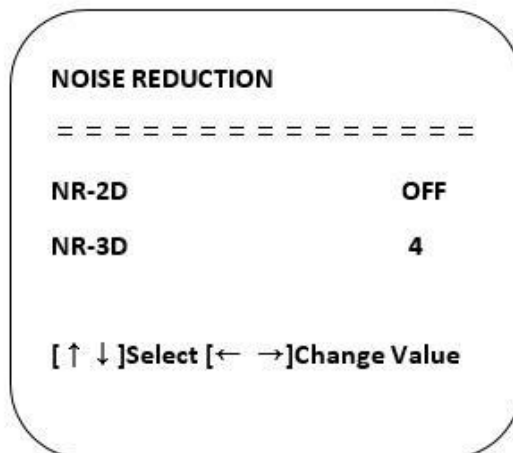 NOISE REDUCTION
= = = = = = = = = = = = = = =
NR-2D OFF
NR-3D 4
[ ↑ ↓ ]Select [← →]Change Value